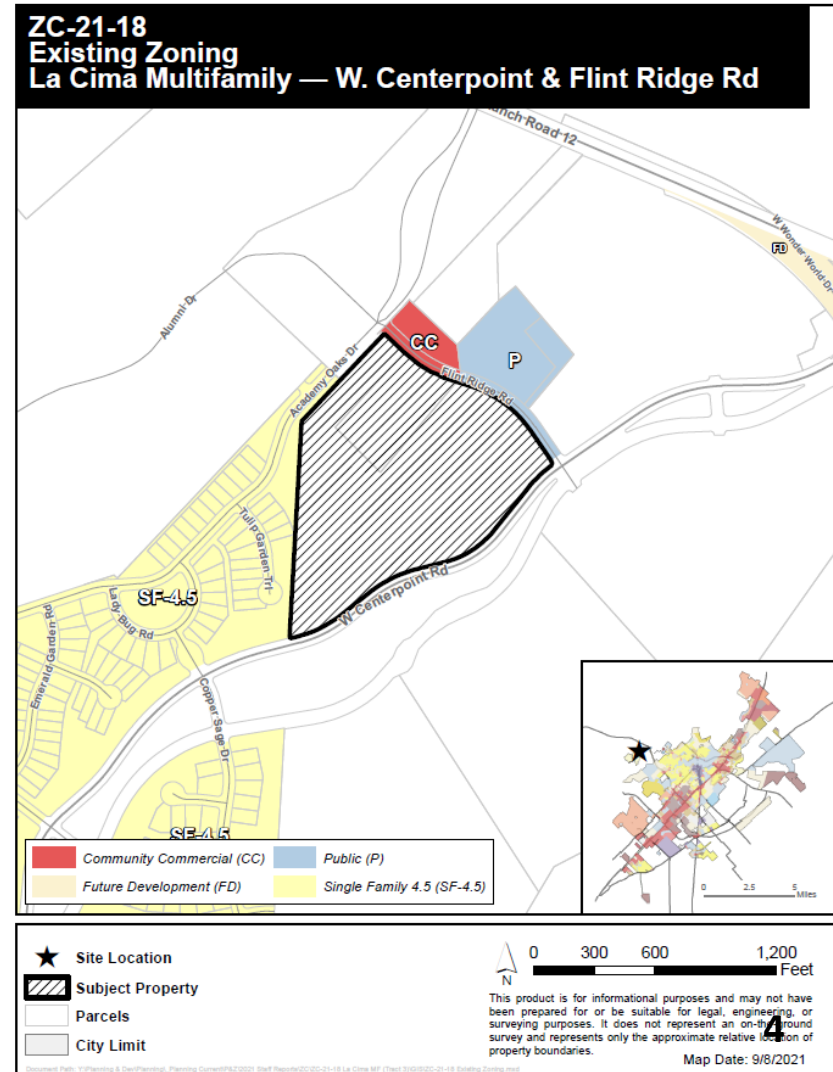 ZC-21-18
Existing Zoning
La Cima Multifamily — W. Centerpoint & Flint Ridge Rd
Ranch Road 12
W Wonder World Dr
FD
Alumni Dr
CC
P
Academy Oaks Dr
Flint Ridge Rd
Tulip Garden Trl
W Centerpoint Rd
SF-4.5
Lady Bug Rd
Emerald Garden Rd
Copper Sage Dr
SF-4.5
Community Commercial (CC)
Public (P)
Future Development (FD)
Single Family 4.5 (SF-4.5)
0 2.5 5
Miles
Site Location
Subject Property
Parcels
City Limit
N
0 300 600 1,200
Feet
This product is for informational purposes and may not have
been prepared for or be suitable for legal, engineering, or
surveying purposes. It does not represent an on-the-ground
survey and represents only the approximate relative location of
property boundaries.
4
Map Date: 9/8/2021